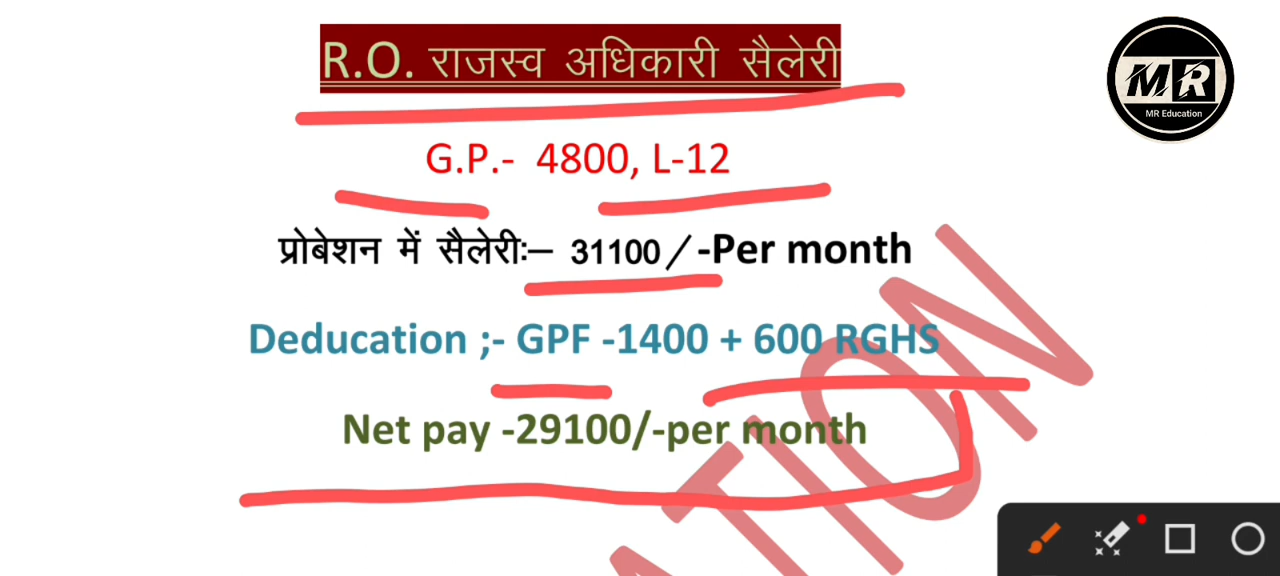 R.O. राजस्व अधिकारी सैलेरी
MR
MR Education
G.P.- 4800, L-12
प्रोबेशन में सैलेरीः– 31100/-Per month
Deducation ;- GPF -1400 + 600 RGHS
Net pay -29100/-per month
ATION